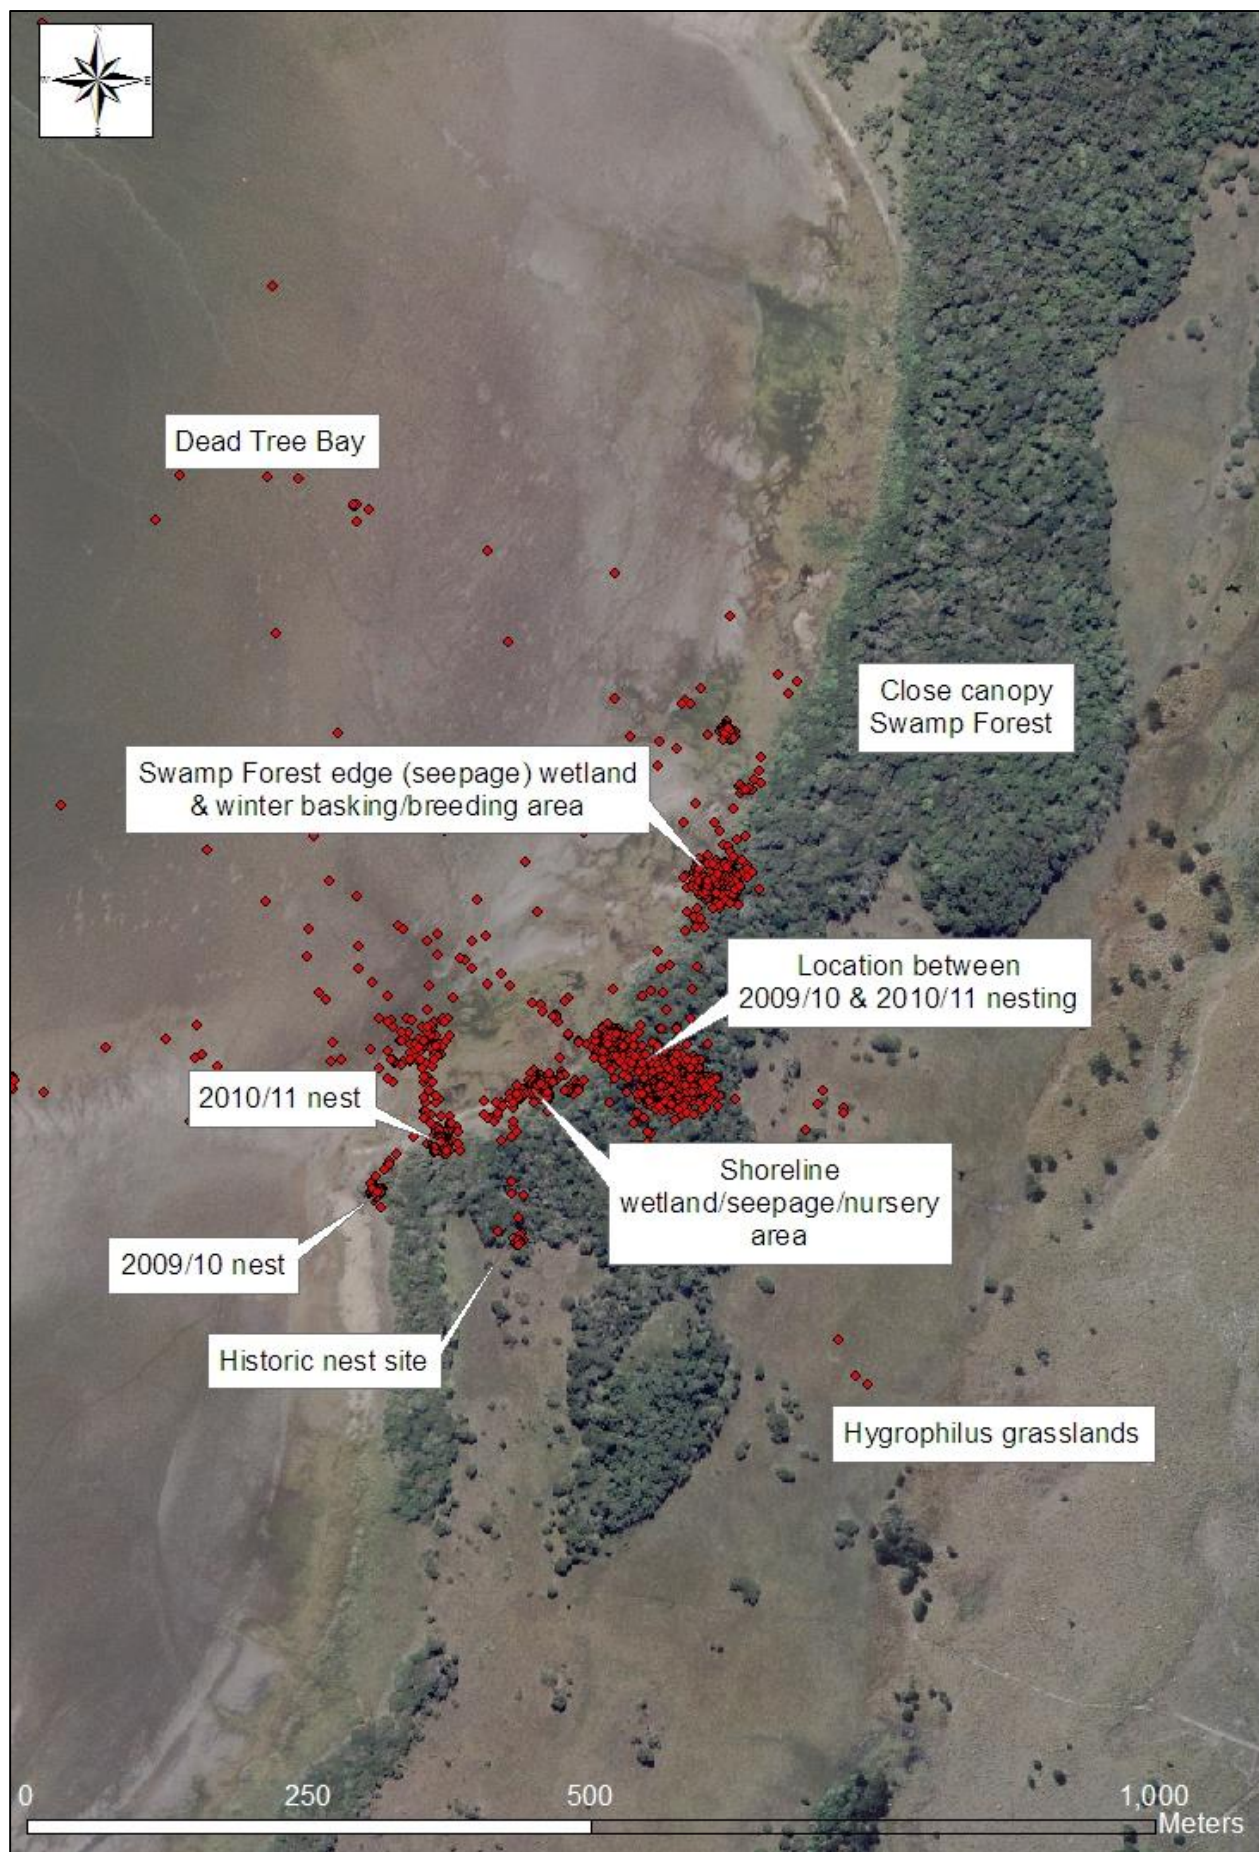 N
W E
S
Dead Tree Bay
Close canopy
Swamp Forest
Swamp Forest edge (seepage) wetland
& winter basking/breeding area
Location between
2009/10 & 2010/11 nesting
2010/11 nest
Shoreline
wetland/seepage/nursery
area
2009/10 nest
Historic nest site
Hygrophilus grasslands
0 250 500 1,000
Meters